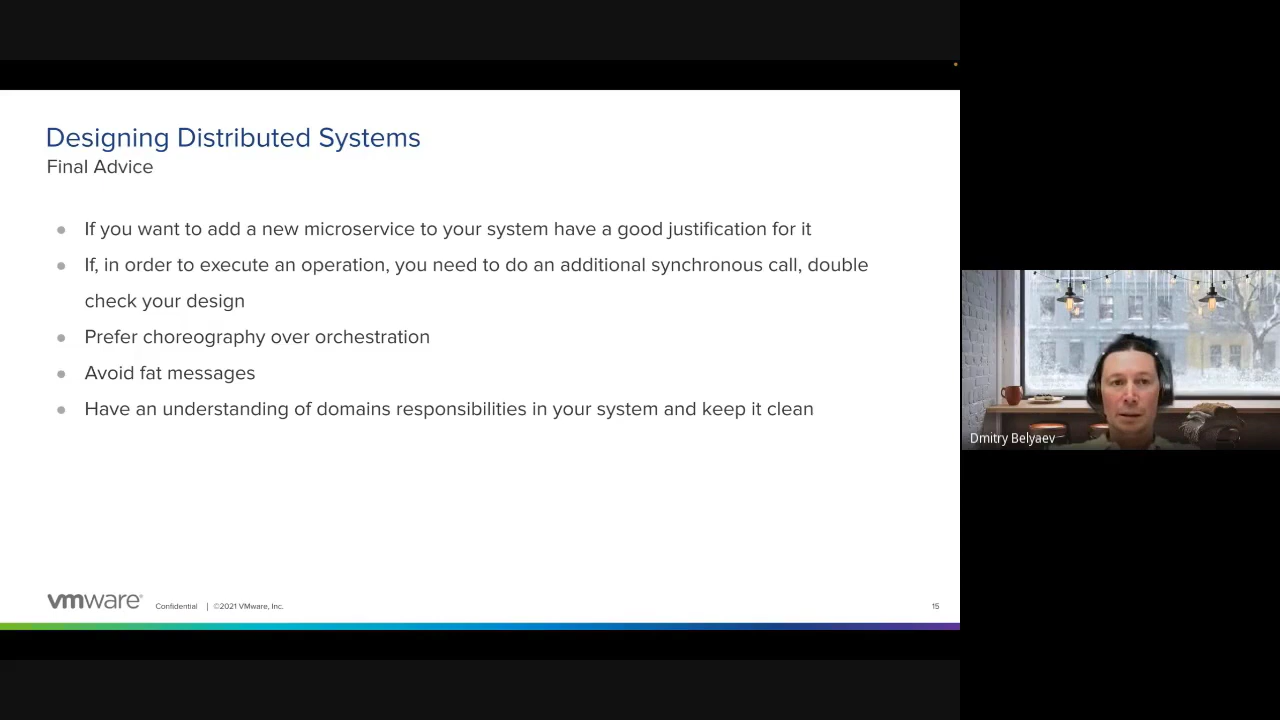 Designing Distributed Systems
Final Advice
If you want to add a new microservice to your system have a good justification for it
If, in order to execute an operation, you need to do an additional synchronous call, double
check your design
Prefer choreography over orchestration
Avoid fat messages
Have an understanding of domains responsibilities in your system and keep it clean
Dmitry Belyaev
vmware® Confidential | ©2021 VMware, Inc. 15